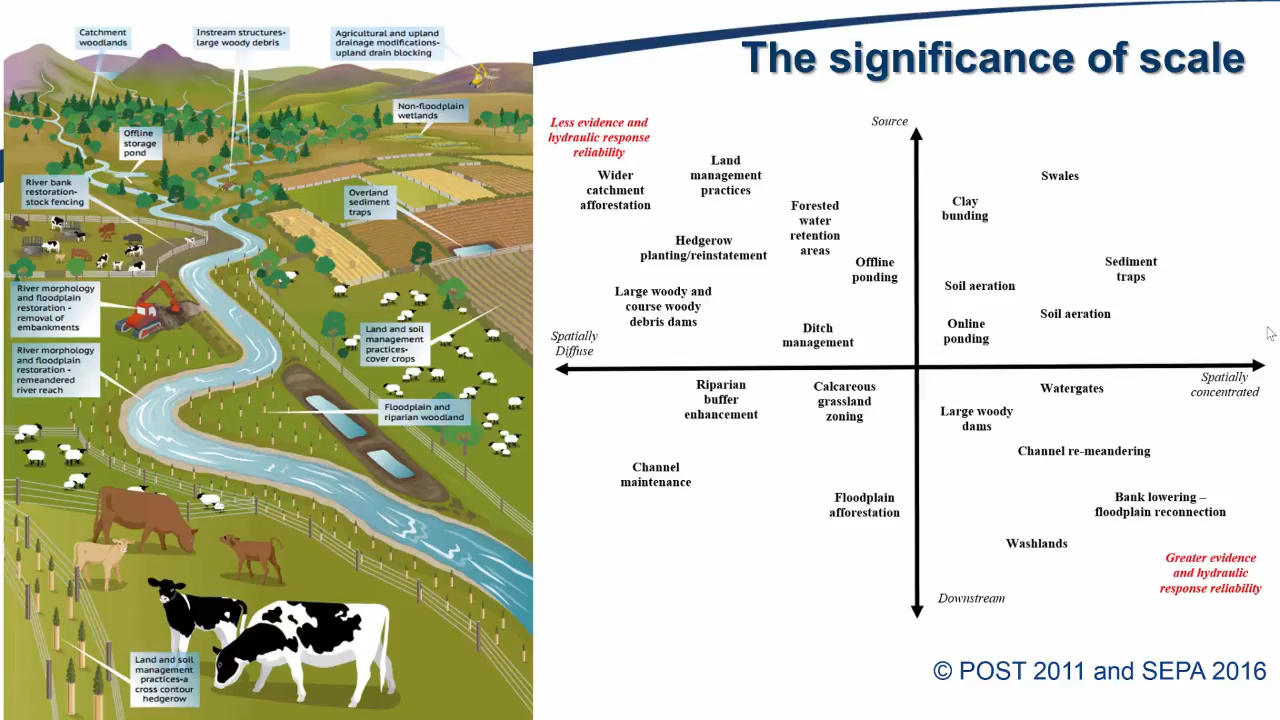 The significance of scale
Catchment
woodlands
Instream structures-
large woody debris
Agricultural and upland
drainage modifications-
upland drain blocking
Non-floodplain
wetlands
Offline
storage
pond
River bank
restoration-
stock fencing
Overland
sediment
traps
River morphology
and floodplain
restoration -
removal of
embankments
Land and soil
management
practices-
cover crops
River morphology
and floodplain
restoration -
remeandered
river reach
Floodplain and
riparian woodland
Land and soil
management
practices-a
cross contour
hedgerow
Less evidence and
hydraulic response
reliability
Source
Wider
catchment
afforestation
Land
management
practices
Swales
Clay
bunding
Forested
water
retention
areas
Hedgerow
planting/reinstatement
Offline
ponding
Sediment
traps
Soil aeration
Large woody and
course woody
debris dams
Soil aeration
Ditch
management
Online
ponding
Spatially
Diffuse
Spatially
concentrated
Riparian
buffer
enhancement
Calcareous
grassland
zoning
Watergates
Large woody
dams
Channel re-meandering
Channel
maintenance
Floodplain
afforestation
Bank lowering –
floodplain reconnection
Washlands
Greater evidence
and hydraulic
response reliability
Downstream
© POST 2011 and SEPA 2016